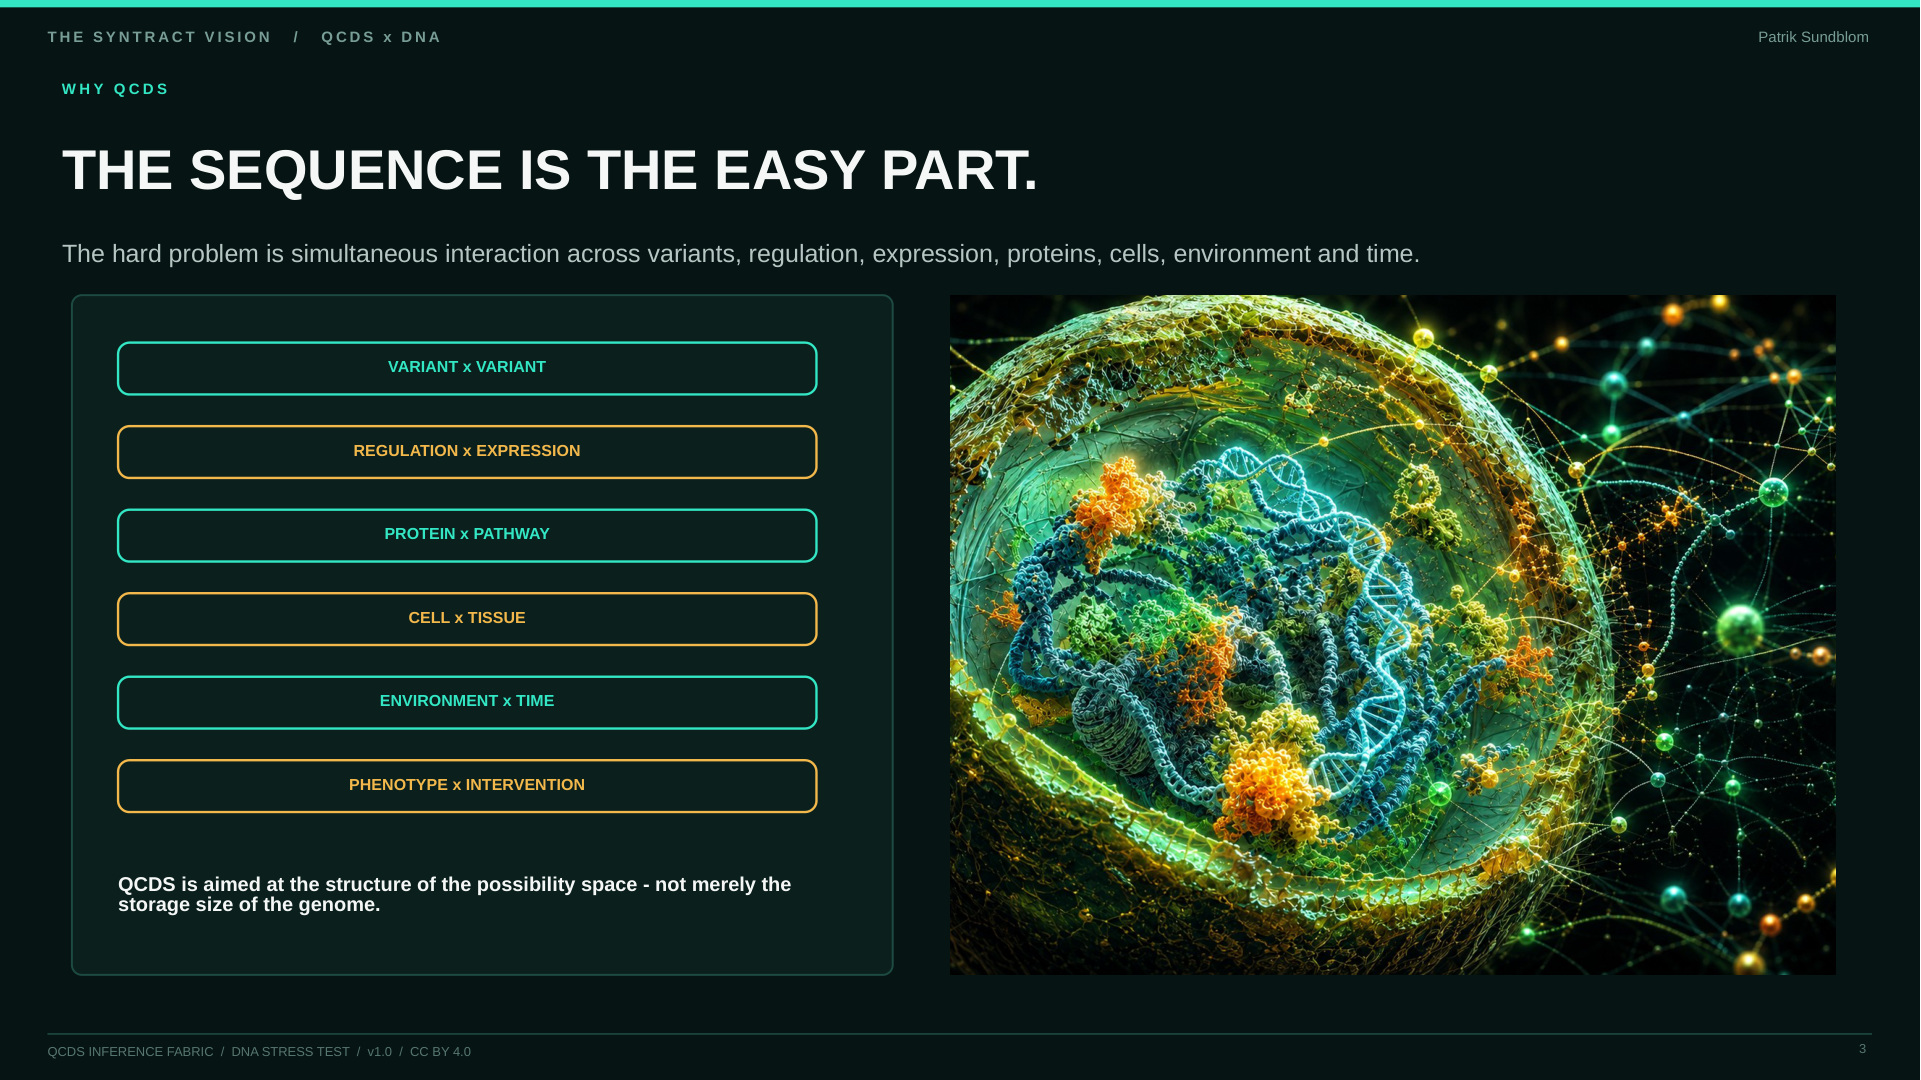 THE SYNTRACT VISION / QCDS x DNA
Patrik Sundblom
WHY QCDS
THE SEQUENCE IS THE EASY PART.
The hard problem is simultaneous interaction across variants, regulation, expression, proteins, cells, environment and time.
VARIANT x VARIANT
REGULATION x EXPRESSION
PROTEIN x PATHWAY
CELL x TISSUE
ENVIRONMENT x TIME
PHENOTYPE x INTERVENTION
QCDS is aimed at the structure of the possibility space - not merely the
storage size of the genome.
QCDS INFERENCE FABRIC / DNA STRESS TEST / v1.0 / CC BY 4.0
3